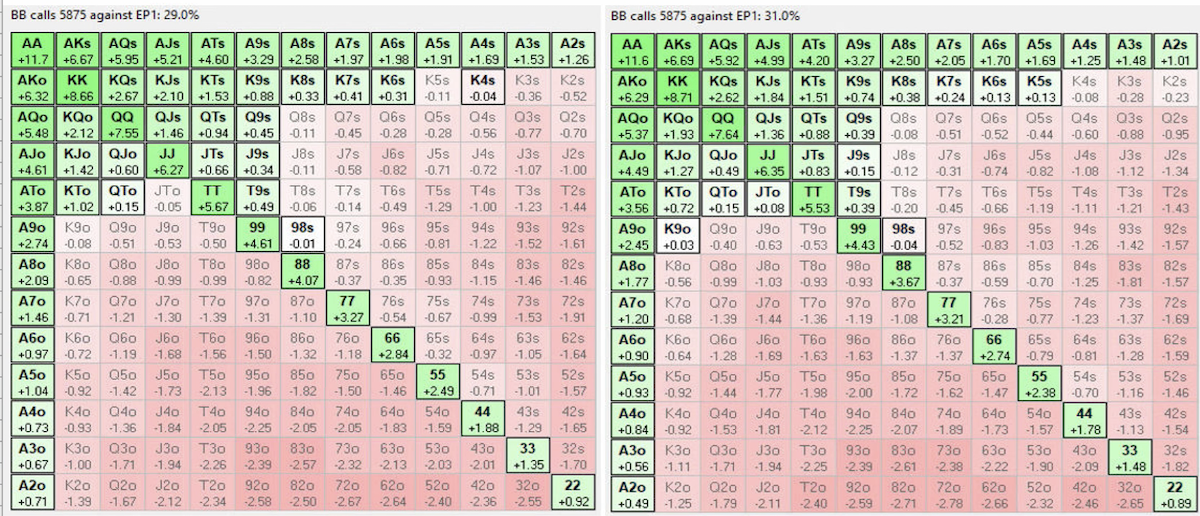 BB calls 5875 against EP1: 29.0%
AA AKs AQs AJs ATs A9s A8s A7s A6s A5s A4s A3s A2s
+11.7 +6.67 +5.95 +5.21 +4.60 +3.29 +2.58 +1.97 +1.98 +1.91 +1.69 +1.53 +1.26
AKo KK KQs KJs KTs K9s K8s K7s K6s K5s K4s K3s K2s
+6.32 +8.66 +2.67 +2.10 +1.53 +0.88 +0.33 +0.41 +0.31 -0.11 -0.04 -0.36 -0.52
AQo KQo QQ QJs QTs Q9s Q8s Q7s Q6s Q5s Q4s Q3s Q2s
+5.48 +2.12 +7.55 +1.46 +0.94 +0.45 -0.11 -0.45 -0.28 -0.28 -0.56 -0.77 -0.70
AJo KJo QJo JJ JTs J9s J8s J7s J6s J5s J4s J3s J2s
+4.61 +1.42 +0.60 +6.27 +0.66 +0.34 -0.11 -0.58 -0.82 -0.71 -0.72 -1.07 -1.00
ATo KTo QTo JTo TT T9s T8s T7s T6s T5s T4s T3s T2s
+3.87 +1.02 +0.15 -0.05 +5.67 +0.49 -0.06 -0.14 -0.49 -1.29 -1.00 -1.23 -1.44
A9o K9o Q9o J9o T9o 99 98s 97s 96s 95s 94s 93s 92s
+2.74 -0.08 -0.51 -0.53 -0.50 +4.61 -0.01 -0.24 -0.66 -0.81 -1.22 -1.52 -1.61
A8o K8o Q8o J8o T8o 98o 88 87s 86s 85s 84s 83s 82s
+2.09 -0.65 -0.88 -0.99 -0.99 -0.82 +4.07 -0.37 -0.35 -0.93 -1.15 -1.46 -1.46
A7o K7o Q7o J7o T7o 97o 87o 77 76s 75s 74s 73s 72s
+1.46 -0.71 -1.21 -1.30 -1.39 -1.31 -1.10 +3.27 -0.54 -0.67 -0.99 -1.53 -1.91
A6o K6o Q6o J6o T6o 96o 86o 76o 66 65s 64s 63s 62s
+0.97 -0.72 -1.19 -1.68 -1.56 -1.50 -1.32 -1.18 +2.84 -0.32 -0.97 -1.05 -1.64
A5o K5o Q5o J5o T5o 95o 85o 75o 65o 55 54s 53s 52s
+1.04 -0.92 -1.42 -1.73 -2.13 -1.96 -1.82 -1.50 -1.46 +2.49 -0.71 -1.01 -1.57
A4o K4o Q4o J4o T4o 94o 84o 74o 64o 54o 44 43s 42s
+0.73 -0.93 -1.36 -1.84 -2.05 -2.25 -2.05 -2.05 -1.83 -1.59 +1.88 -1.29 -1.65
A3o K3o Q3o J3o T3o 93o 83o 73o 63o 53o 43o 33 32s
+0.67 -1.00 -1.71 -1.94 -2.26 -2.39 -2.57 -2.32 -2.13 -2.03 -2.01 +1.35 -1.70
A2o K2o Q2o J2o T2o 92o 82o 72o 62o 52o 42o 32o 22
+0.71 -1.39 -1.67 -2.12 -2.34 -2.58 -2.50 -2.67 -2.64 -2.40 -2.36 -2.55 +0.92
BB calls 5875 against EP1: 31.0%
AA AKs AQs AJs ATs A9s A8s A7s A6s A5s A4s A3s A2s
+11.6 +6.69 +5.92 +4.99 +4.20 +3.27 +2.50 +2.05 +1.70 +1.69 +1.25 +1.48 +1.01
AKo KK KQs KJs KTs K9s K8s K7s K6s K5s K4s K3s K2s
+6.29 +8.71 +2.62 +1.84 +1.51 +0.74 +0.38 +0.24 +0.13 +0.13 -0.08 -0.28 -0.23
AQo KQo QQ QJs QTs Q9s Q8s Q7s Q6s Q5s Q4s Q3s Q2s
+5.37 +1.93 +7.64 +1.36 +0.88 +0.39 -0.08 -0.51 -0.52 -0.44 -0.60 -0.88 -0.95
AJo KJo QJo JJ JTs J9s J8s J7s J6s J5s J4s J3s J2s
+4.49 +1.27 +0.49 +6.35 +0.83 +0.15 -0.12 -0.31 -0.74 -0.82 -1.08 -1.12 -1.34
ATo KTo QTo JTo TT T9s T8s T7s T6s T5s T4s T3s T2s
+3.56 +0.72 +0.15 +0.08 +5.53 +0.39 -0.20 -0.45 -0.66 -1.19 -1.11 -1.21 -1.43
A9o K9o Q9o J9o T9o 99 98s 97s 96s 95s 94s 93s 92s
+2.45 +0.03 -0.40 -0.63 -0.53 +4.43 -0.04 -0.52 -0.83 -1.03 -1.26 -1.42 -1.57
A8o K8o Q8o J8o T8o 98o 88 87s 86s 85s 84s 83s 82s
+1.77 -0.56 -0.99 -1.03 -0.93 -0.93 +3.67 -0.37 -0.59 -0.70 -1.25 -1.81 -1.57
A7o K7o Q7o J7o T7o 97o 87o 77 76s 75s 74s 73s 72s
+1.20 -0.68 -1.39 -1.44 -1.36 -1.19 -1.08 +3.21 -0.28 -0.77 -1.23 -1.37 -1.69
A6o K6o Q6o J6o T6o 96o 86o 76o 66 65s 64s 63s 62s
+0.90 -0.64 -1.28 -1.69 -1.63 -1.63 -1.37 -1.37 +2.74 -0.79 -0.81 -1.28 -1.59
A5o K5o Q5o J5o T5o 95o 85o 75o 65o 55 54s 53s 52s
+0.93 -0.92 -1.44 -1.77 -1.98 -2.00 -1.72 -1.62 -1.47 +2.38 -0.70 -1.16 -1.46
A4o K4o Q4o J4o T4o 94o 84o 74o 64o 54o 44 43s 42s
+0.84 -0.92 -1.53 -1.81 -2.12 -2.25 -2.07 -1.89 -1.73 -1.57 +1.78 -1.13 -1.54
A3o K3o Q3o J3o T3o 93o 83o 73o 63o 53o 43o 33 32s
+0.56 -1.11 -1.71 -1.94 -2.25 -2.39 -2.61 -2.38 -2.22 -1.90 -2.09 +1.48 -1.82
A2o K2o Q2o J2o T2o 92o 82o 72o 62o 52o 42o 32o 22
+0.49 -1.25 -1.79 -2.11 -2.40 -2.59 -2.71 -2.78 -2.66 -2.32 -2.46 -2.65 +0.89